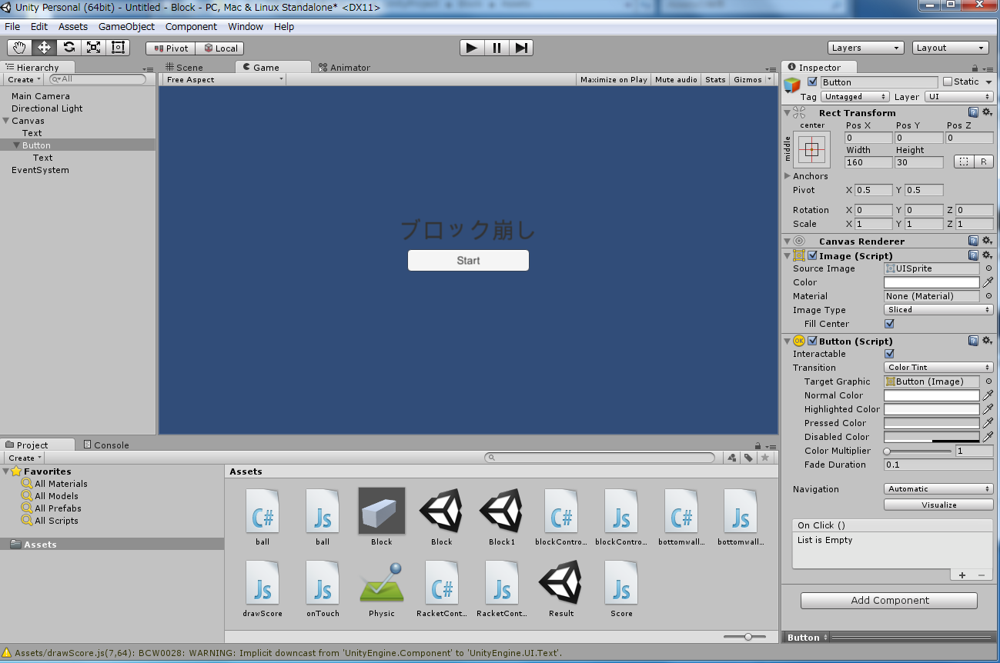 Unity Personal (64bit) - Untitled - Block - PC, Mac & Linux Standalone* <DX11>
File Edit Assets GameObject Component Window Help
Pivot Local Layers Layout
Hierarchy
Create All
Main Camera
Directional Light
Canvas
Text
Button
Text
EventSystem
Scene Game Animator
Free Aspect Maximize on Play Mute audio Stats Gizmos
ブロック崩し
Start
Inspector
Button Static
Tag Untagged Layer UI
Rect Transform
center Pos X Pos Y Pos Z
middle
0 0 0
Width Height
160 30 R
Anchors
Pivot X 0.5 Y 0.5
Rotation X 0 Y 0 Z 0
Scale X 1 Y 1 Z 1
Canvas Renderer
Image (Script)
Source Image UISprite
Color
Material None (Material)
Image Type Sliced
Fill Center
OK Button (Script)
Interactable
Transition Color Tint
Target Graphic Button (Image)
Normal Color
Highlighted Color
Pressed Color
Disabled Color
Color Multiplier 1
Fade Duration 0.1
Navigation Automatic
Visualize
On Click ()
List is Empty
+ −
Add Component
Button
Project Console
Create
Favorites
All Materials
All Models
All Prefabs
All Scripts
Assets
Assets
C# Js C# Js C# Js
ball ball Block Block Block1 blockContro... blockContro... bottomwall... bottomwall...
Js Js C# Js Js
drawScore onTouch Physic RacketCont... RacketCont... Result Score
Assets/drawScore.js(7,64): BCW0028: WARNING: Implicit downcast from 'UnityEngine.Component' to 'UnityEngine.UI.Text'.